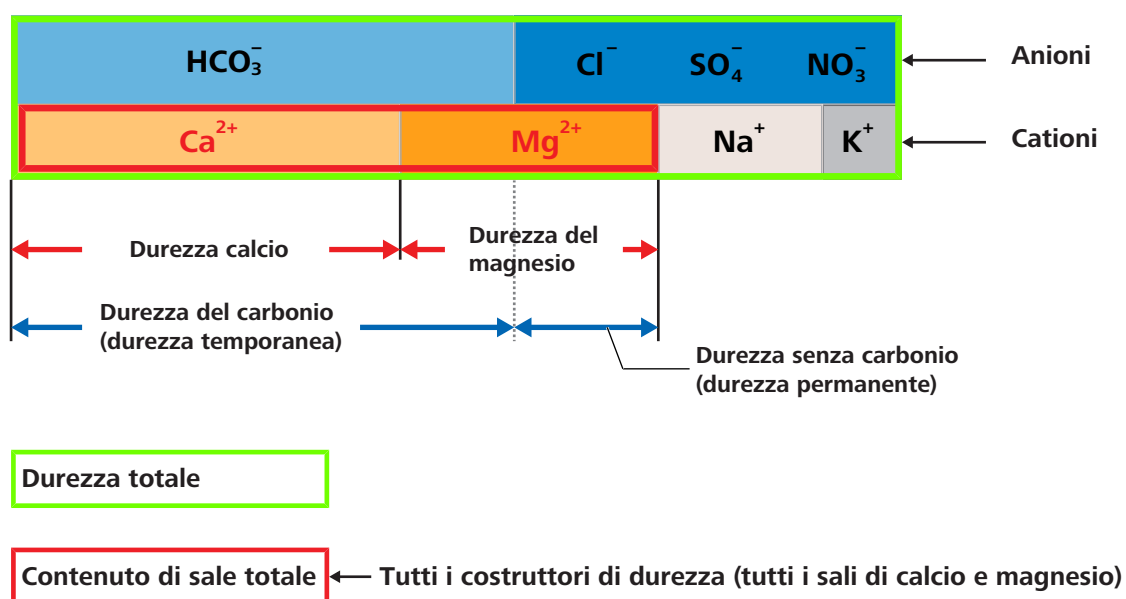 HCO₃⁻ Cl⁻ SO₄⁻ NO₃⁻ Anioni
Ca²⁺ Mg²⁺ Na⁺ K⁺ Cationi
Durezza calcio
Durezza del
magnesio
Durezza del carbonio
(durezza temporanea)
Durezza senza carbonio
(durezza permanente)
Durezza totale
Contenuto di sale totale Tutti i costruttori di durezza (tutti i sali di calcio e magnesio)